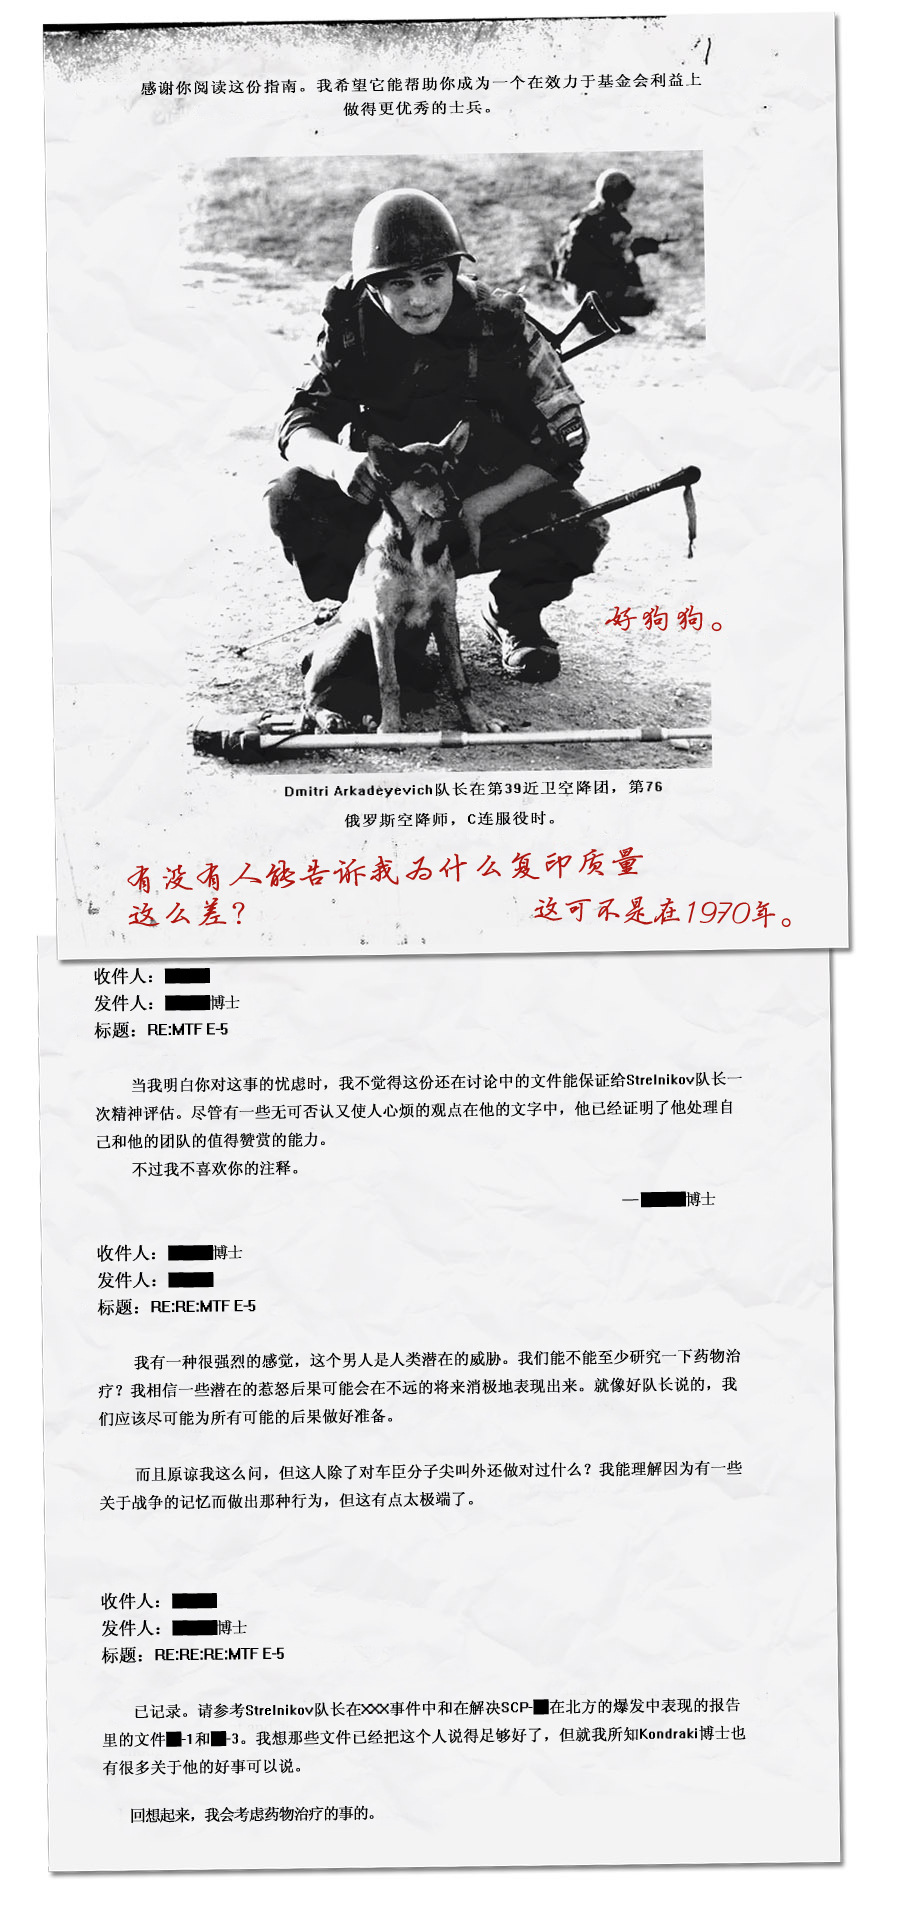 感谢你阅读这份指南。我希望它能帮助你成为一个在效力于基金会利益上
做得更优秀的士兵。
好狗狗。
Dmitri Arkadeyevich队长在第39近卫空降团，第76
俄罗斯空降师，C连服役时。
有没有人能告诉我为什么复印质量
这么差？
这可不是在1970年。
收件人：
发件人：博士
标题：RE:MTF E-5
当我明白你对这事的忧虑时，我不觉得这份还在讨论中的文件能保证给Strelnikov队长一
次精神评估。尽管有一些无可否认又使人心烦的观点在他的文字中，他已经证明了他处理自
己和他的团队的值得赞赏的能力。
不过我不喜欢你的注释。
—博士
收件人：博士
发件人：
标题：RE:RE:MTF E-5
我有一种很强烈的感觉，这个男人是人类潜在的威胁。我们能不能至少研究一下药物治
疗？我相信一些潜在的惹怒后果可能会在不远的将来消极地表现出来。就像好队长说的，我
们应该尽可能为所有可能的后果做好准备。
而且原谅我这么问，但这人除了对车臣分子尖叫外还做对过什么？我能理解因为有一些
关于战争的记忆而做出那种行为，但这有点太极端了。
收件人：
发件人：博士
标题：RE:RE:RE:MTF E-5
已记录。请参考Strelnikov队长在XXX事件中和在解决SCP-█在北方的爆发中表现的报告
里的文件█-1和█-3。我想那些文件已经把这个人说得足够好了，但就我所知Kondraki博士也
有很多关于他的好事可以说。
回想起来，我会考虑药物治疗的事的。